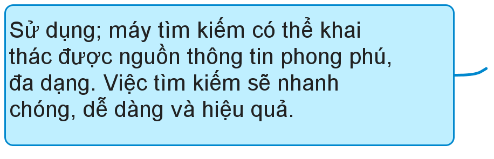 Sử dụng; máy tìm kiếm có thể khai
thác được nguồn thông tin phong phú,
đa dạng. Việc tìm kiếm sẽ nhanh
chóng, dễ dàng và hiệu quả.